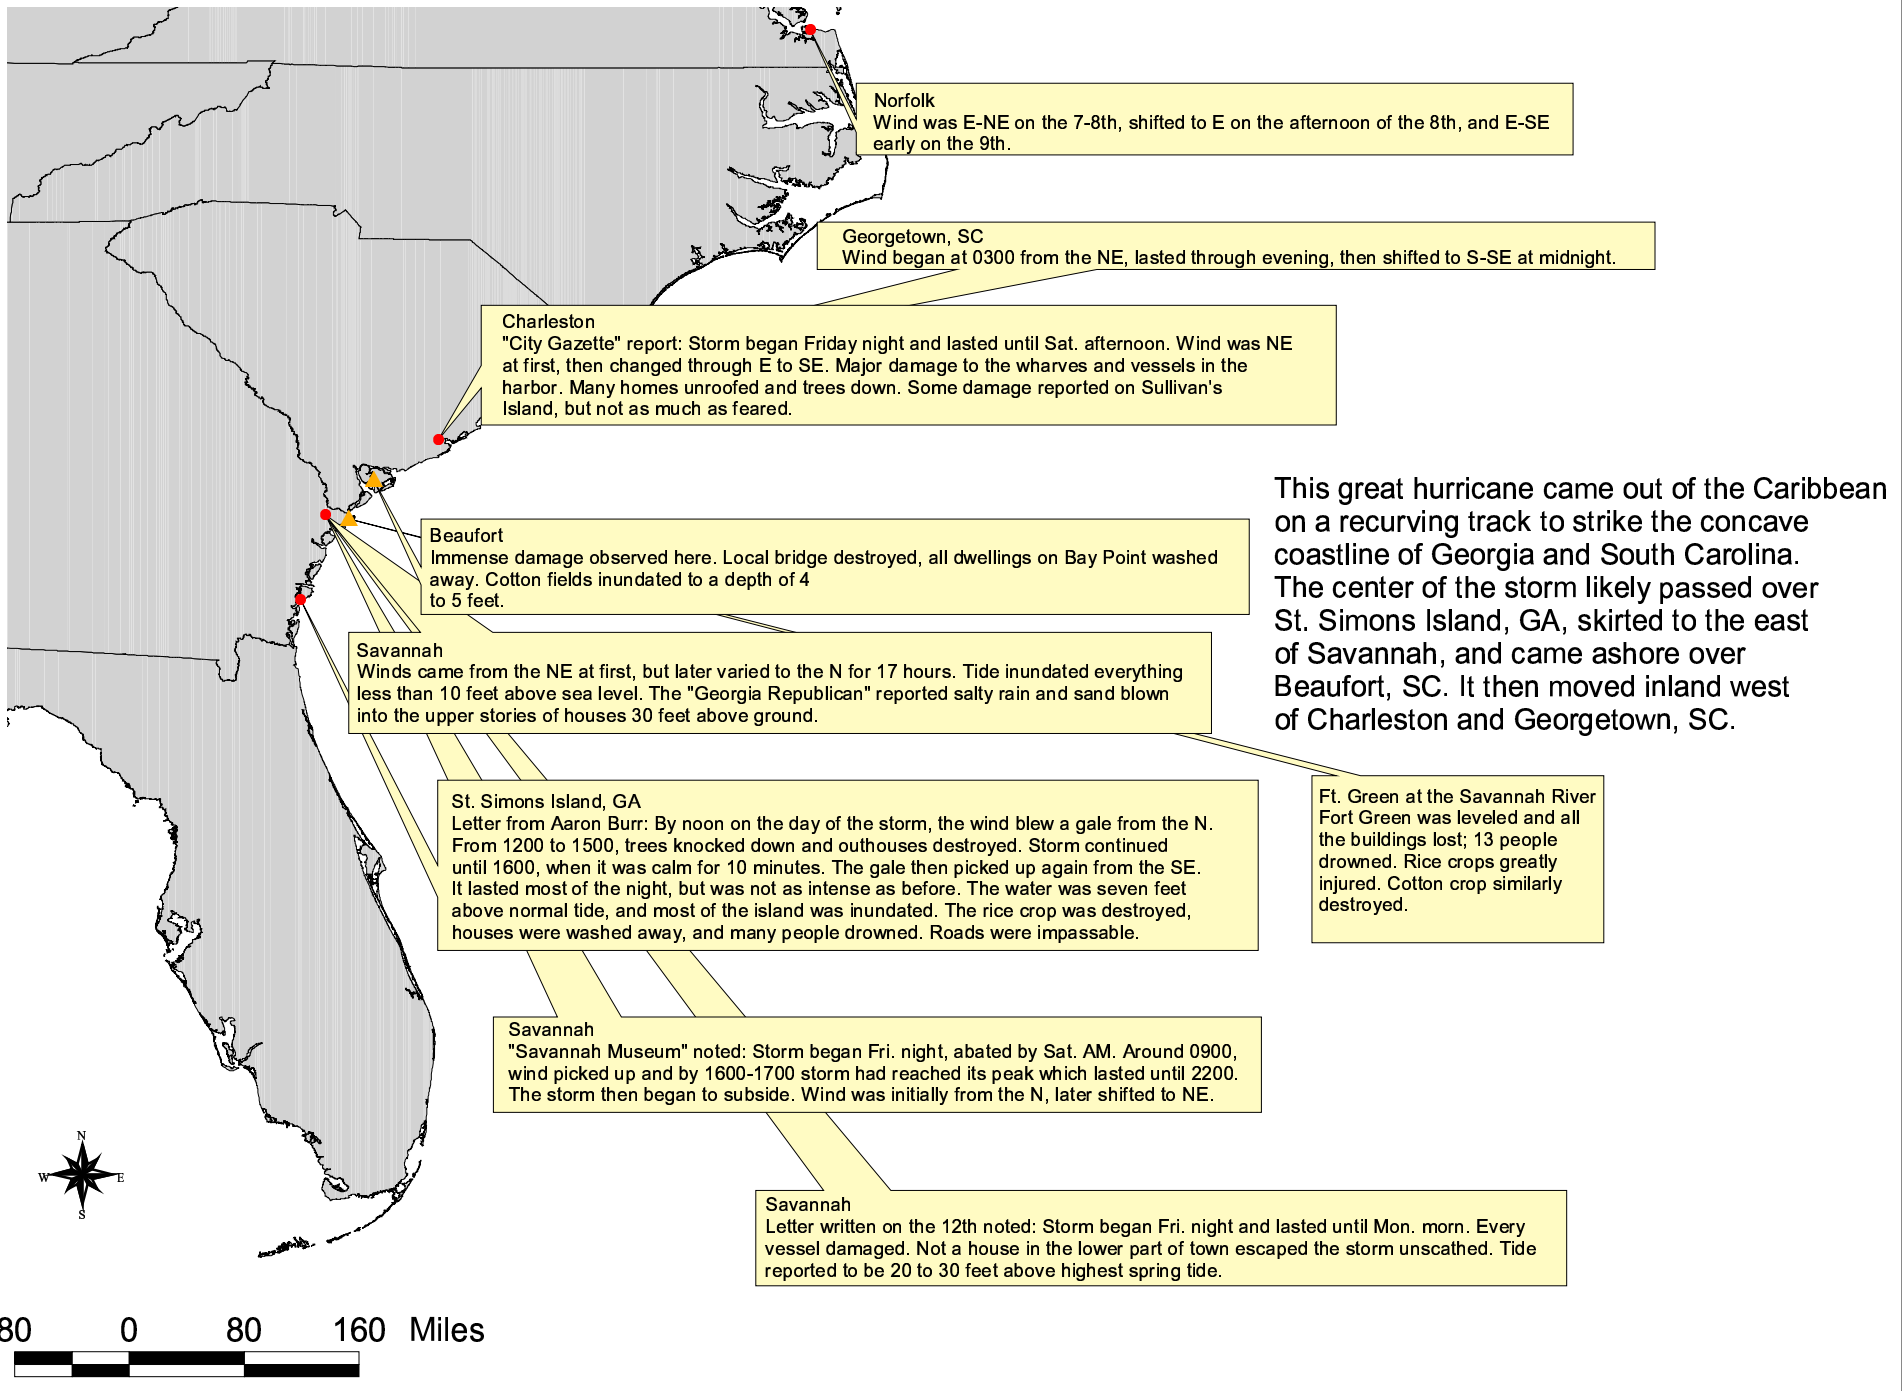 Norfolk
Wind was E-NE on the 7-8th, shifted to E on the afternoon of the 8th, and E-SE
early on the 9th.
Georgetown, SC
Wind began at 0300 from the NE, lasted through evening, then shifted to S-SE at midnight.
Charleston
"City Gazette" report: Storm began Friday night and lasted until Sat. afternoon. Wind was NE
at first, then changed through E to SE. Major damage to the wharves and vessels in the
harbor. Many homes unroofed and trees down. Some damage reported on Sullivan's
Island, but not as much as feared.
This great hurricane came out of the Caribbean
on a recurving track to strike the concave
coastline of Georgia and South Carolina.
The center of the storm likely passed over
St. Simons Island, GA, skirted to the east
of Savannah, and came ashore over
Beaufort, SC. It then moved inland west
of Charleston and Georgetown, SC.
Beaufort
Immense damage observed here. Local bridge destroyed, all dwellings on Bay Point washed
away. Cotton fields inundated to a depth of 4
to 5 feet.
Savannah
Winds came from the NE at first, but later varied to the N for 17 hours. Tide inundated everything
less than 10 feet above sea level. The "Georgia Republican" reported salty rain and sand blown
into the upper stories of houses 30 feet above ground.
Ft. Green at the Savannah River
Fort Green was leveled and all
the buildings lost; 13 people
drowned. Rice crops greatly
injured. Cotton crop similarly
destroyed.
St. Simons Island, GA
Letter from Aaron Burr: By noon on the day of the storm, the wind blew a gale from the N.
From 1200 to 1500, trees knocked down and outhouses destroyed. Storm continued
until 1600, when it was calm for 10 minutes. The gale then picked up again from the SE.
It lasted most of the night, but was not as intense as before. The water was seven feet
above normal tide, and most of the island was inundated. The rice crop was destroyed,
houses were washed away, and many people drowned. Roads were impassable.
Savannah
"Savannah Museum" noted: Storm began Fri. night, abated by Sat. AM. Around 0900,
wind picked up and by 1600-1700 storm had reached its peak which lasted until 2200.
The storm then began to subside. Wind was initially from the N, later shifted to NE.
Savannah
Letter written on the 12th noted: Storm began Fri. night and lasted until Mon. morn. Every
vessel damaged. Not a house in the lower part of town escaped the storm unscathed. Tide
reported to be 20 to 30 feet above highest spring tide.
N
W E
S
80 0 80 160 Miles